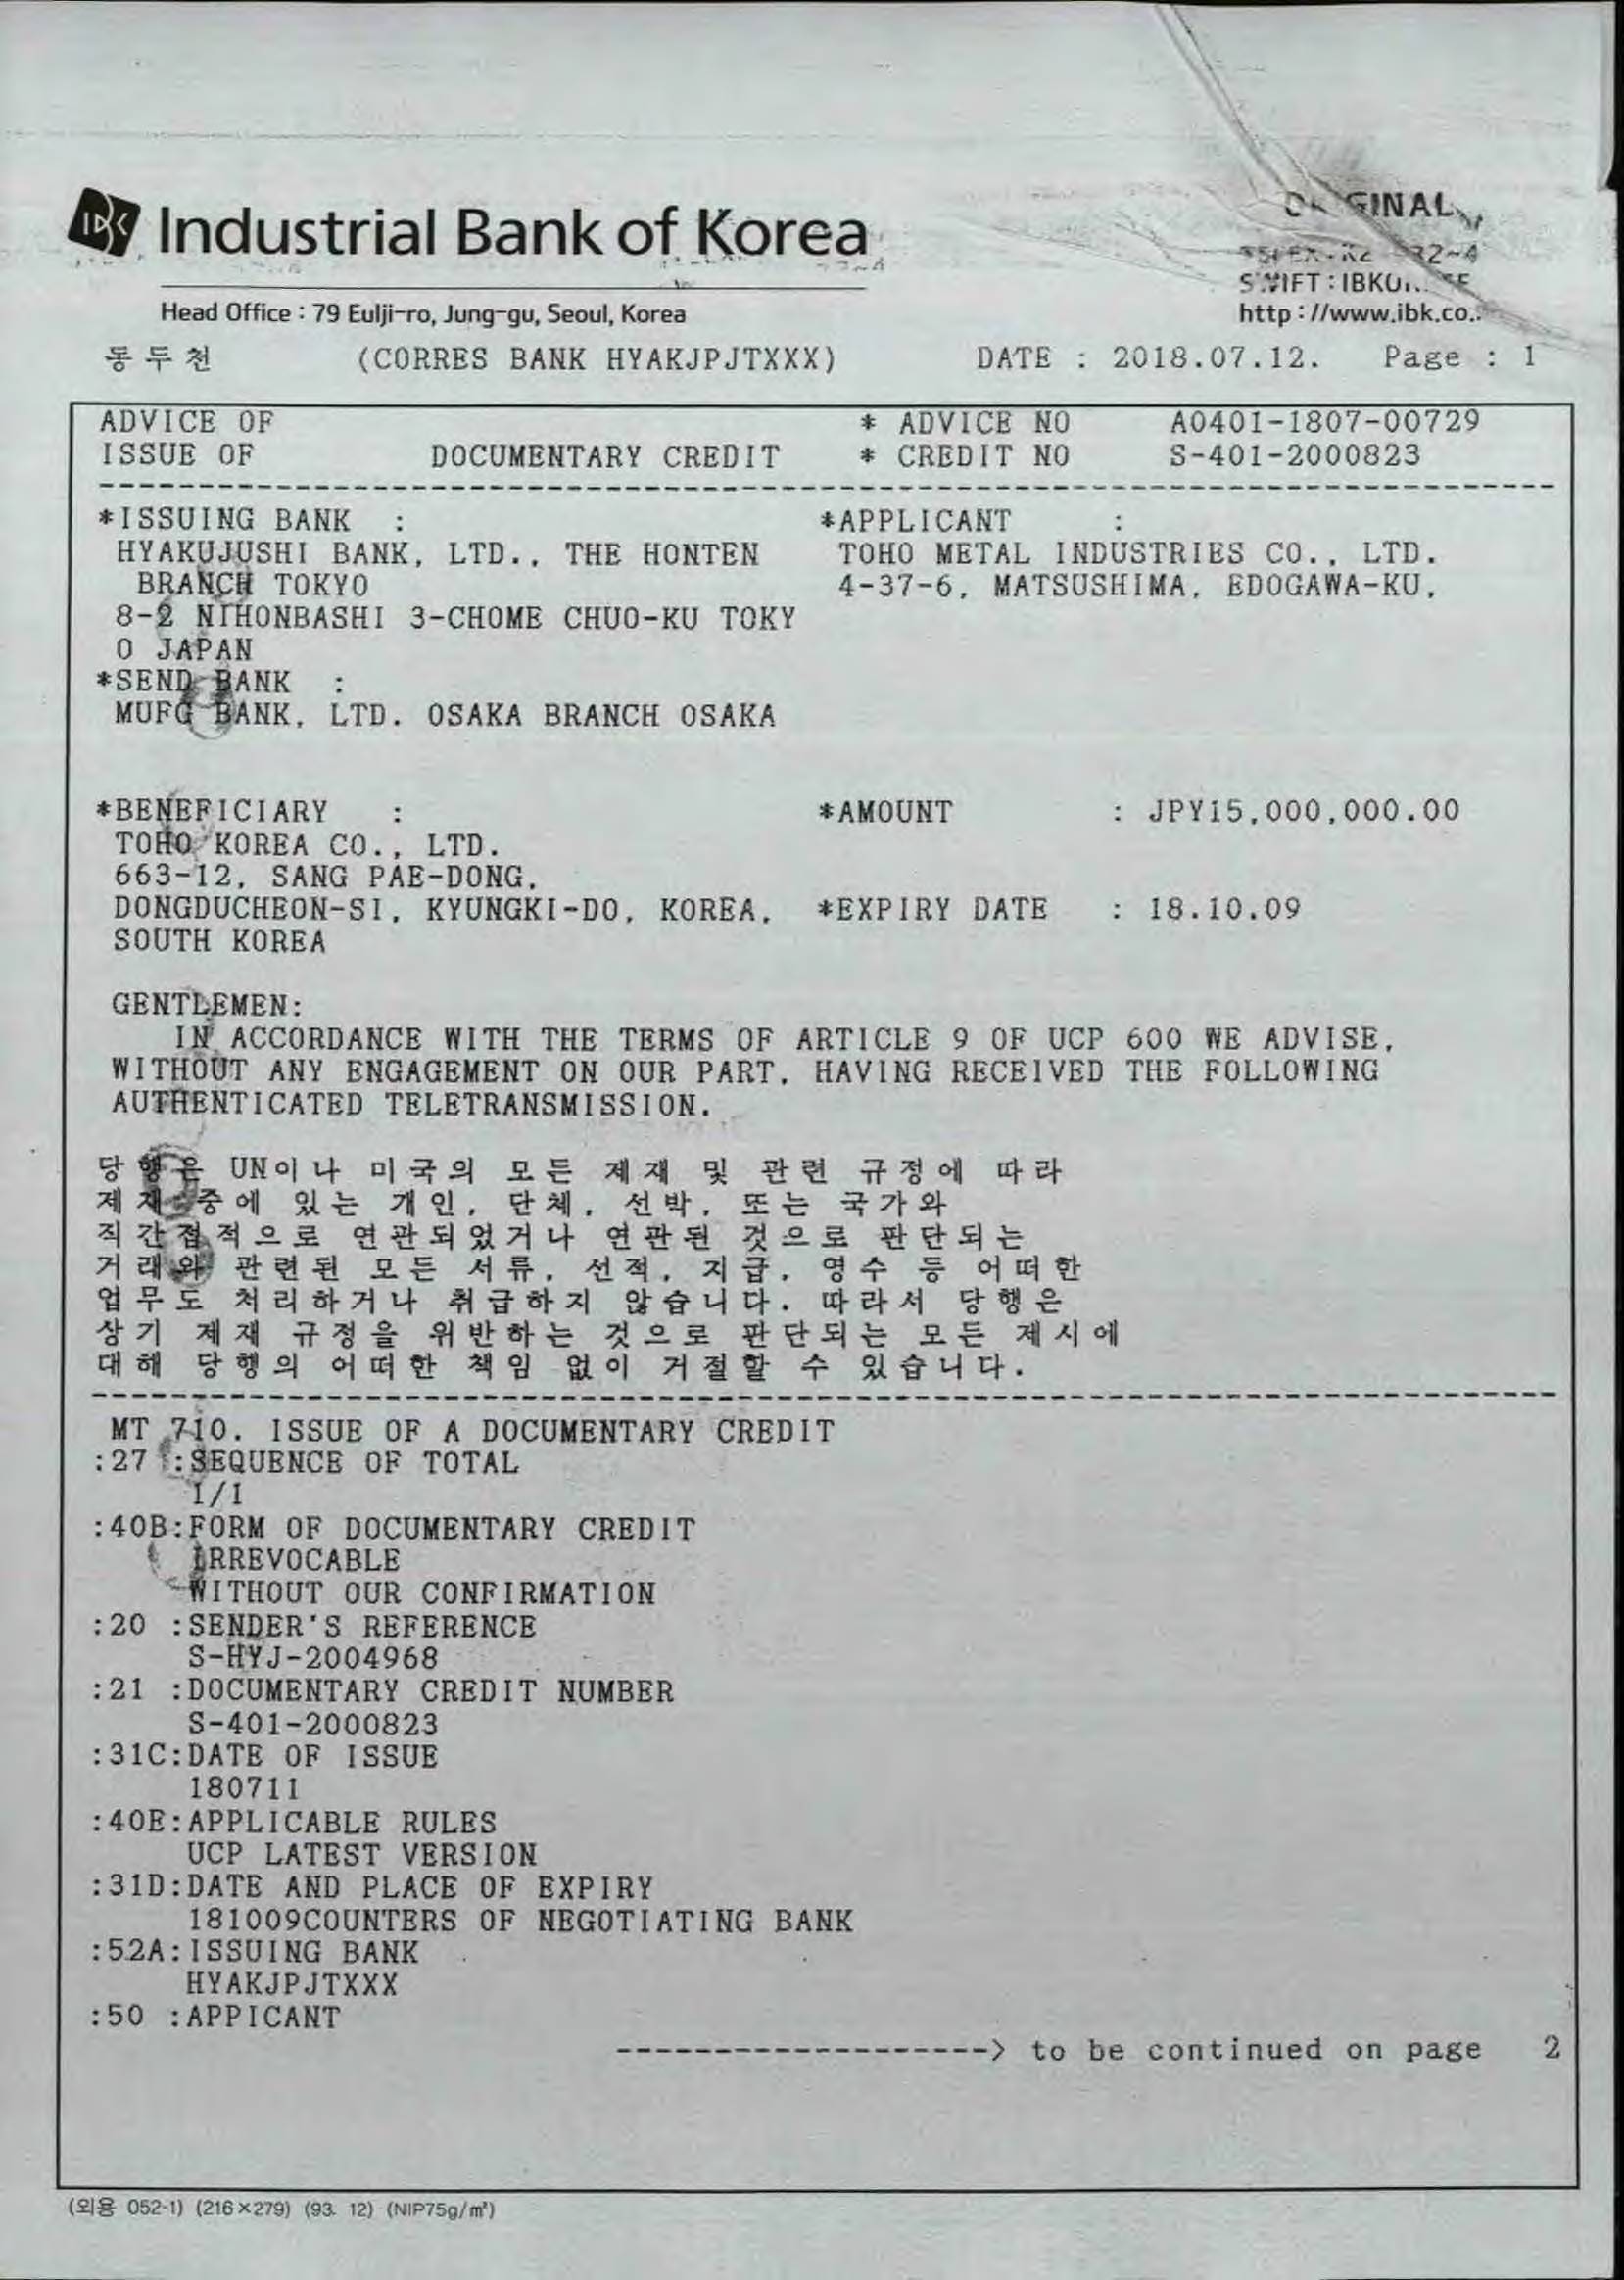 IBK Industrial Bank of Korea
GINAL
http://www.ibk.co.
Head Office : 79 Eulji-ro, Jung-gu, Seoul, Korea
동두천 (CORRES BANK HYAKJPJTXXX) DATE : 2018.07.12. Page : 1
ADVICE OF * ADVICE NO A0401-1807-00729
ISSUE OF DOCUMENTARY CREDIT * CREDIT NO S-401-2000823
*ISSUING BANK : *APPLICANT :
HYAKUJUSHI BANK, LTD., THE HONTEN TOHO METAL INDUSTRIES CO., LTD.
BRANCH TOKYO 4-37-6, MATSUSHIMA, EDOGAWA-KU,
8-2 NIHONBASHI 3-CHOME CHUO-KU TOKY
O JAPAN
*SEND BANK :
MUFG BANK, LTD. OSAKA BRANCH OSAKA
*BENEFICIARY : *AMOUNT : JPY15,000,000.00
TOHO KOREA CO., LTD.
663-12, SANG PAE-DONG,
DONGDUCHEON-SI, KYUNGKI-DO, KOREA, *EXPIRY DATE : 18.10.09
SOUTH KOREA
GENTLEMEN:
IN ACCORDANCE WITH THE TERMS OF ARTICLE 9 OF UCP 600 WE ADVISE,
WITHOUT ANY ENGAGEMENT ON OUR PART, HAVING RECEIVED THE FOLLOWING
AUTHENTICATED TELETRANSMISSION.
당행은 UN이나 미국의 모든 제재 및 관련 규정에 따라
제재 중에 있는 개인, 단체, 선박, 또는 국가와
직간접적으로 연관되었거나 연관된 것으로 판단되는
거래와 관련된 모든 서류, 선적, 지급, 영수 등 어떠한
업무도 처리하거나 취급하지 않습니다. 따라서 당행은
상기 제재 규정을 위반하는 것으로 판단되는 모든 제시에
대해 당행의 어떠한 책임 없이 거절할 수 있습니다.
MT 710. ISSUE OF A DOCUMENTARY CREDIT
:27 :SEQUENCE OF TOTAL
1/1
:40B:FORM OF DOCUMENTARY CREDIT
IRREVOCABLE
WITHOUT OUR CONFIRMATION
:20 :SENDER'S REFERENCE
S-HYJ-2004968
:21 :DOCUMENTARY CREDIT NUMBER
S-401-2000823
:31C:DATE OF ISSUE
180711
:40E:APPLICABLE RULES
UCP LATEST VERSION
:31D:DATE AND PLACE OF EXPIRY
181009COUNTERS OF NEGOTIATING BANK
:52A:ISSUING BANK
HYAKJPJTXXX
:50 :APPICANT
-------------------> to be continued on page 2
(외용 052-1) (216×279) (93. 12) (NIP75g/㎡)